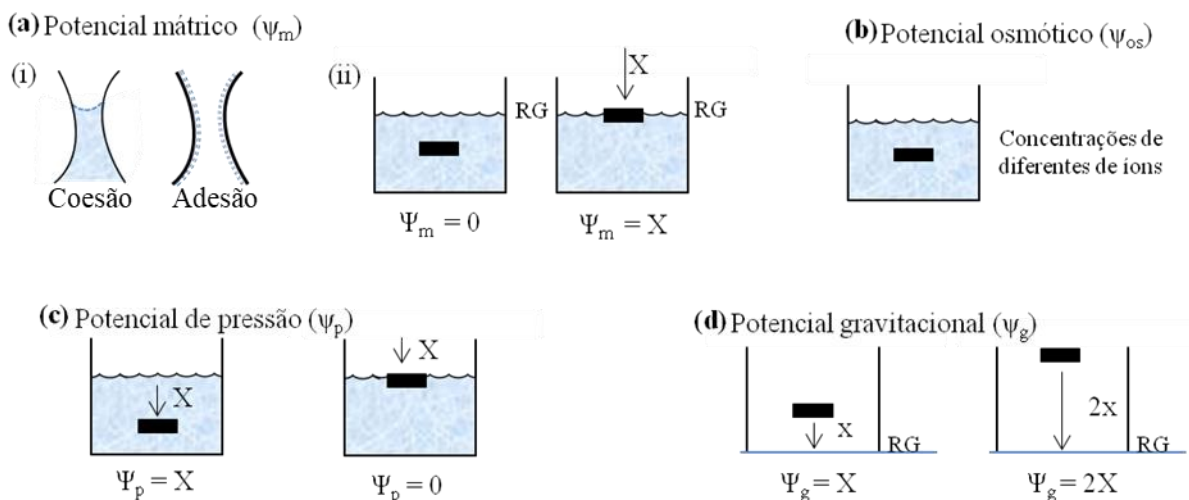 (a) Potencial mátrico (ψm)
(i)
Coesão
Adesão
(ii)
X
RG
RG
Ψm = 0
Ψm = X
(b) Potencial osmótico (ψos)
Concentrações de
diferentes de íons
(c) Potencial de pressão (ψp)
X
X
Ψp = X
Ψp = 0
(d) Potencial gravitacional (ψg)
x
2x
RG
RG
Ψg = X
Ψg = 2X